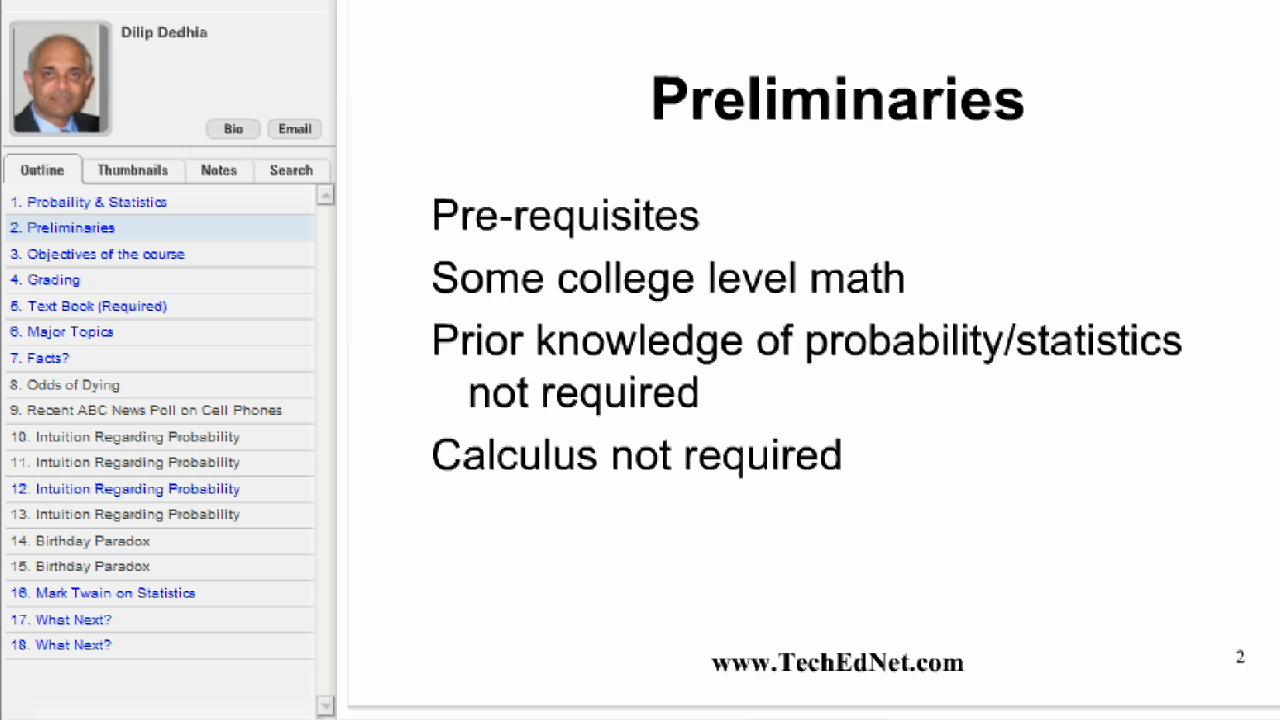 Dilip Dedhia
Bio
Email
Outline
Thumbnails
Notes
Search
1. Probaility & Statistics
2. Preliminaries
3. Objectives of the course
4. Grading
5. Text Book (Required)
6. Major Topics
7. Facts?
8. Odds of Dying
9. Recent ABC News Poll on Cell Phones
10. Intuition Regarding Probability
11. Intuition Regarding Probability
12. Intuition Regarding Probability
13. Intuition Regarding Probability
14. Birthday Paradox
15. Birthday Paradox
16. Mark Twain on Statistics
17. What Next?
18. What Next?
Preliminaries
Pre-requisites
Some college level math
Prior knowledge of probability/statistics
not required
Calculus not required
www.TechEdNet.com
2